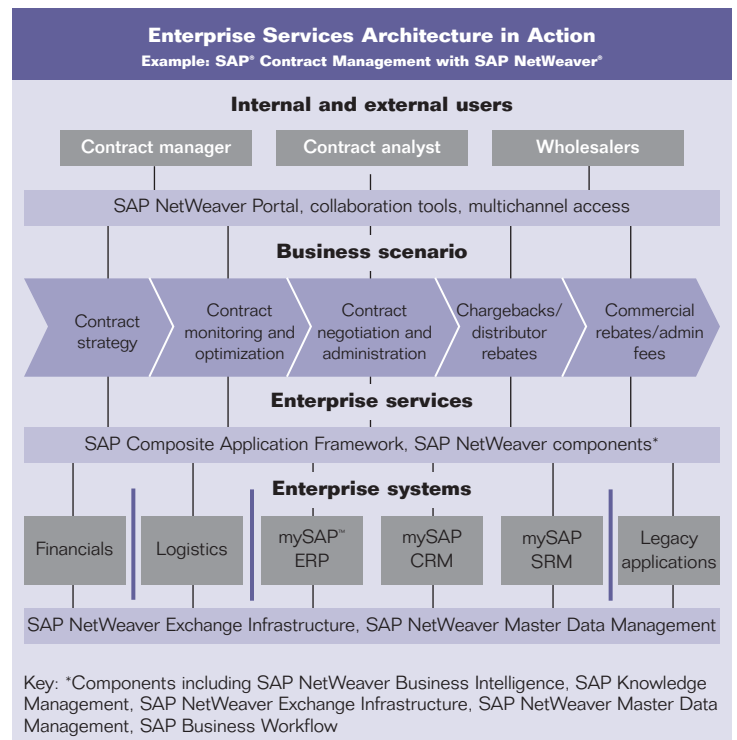 Enterprise Services Architecture in Action
Example: SAP® Contract Management with SAP NetWeaver®
Internal and external users
Contract manager
Contract analyst
Wholesalers
SAP NetWeaver Portal, collaboration tools, multichannel access
Business scenario
Contract
strategy
Contract
monitoring and
optimization
Contract
negotiation and
administration
Chargebacks/
distributor
rebates
Commercial
rebates/admin
fees
Enterprise services
SAP Composite Application Framework, SAP NetWeaver components*
Enterprise systems
Financials
Logistics
mySAP™
ERP
mySAP
CRM
mySAP
SRM
Legacy
applications
SAP NetWeaver Exchange Infrastructure, SAP NetWeaver Master Data Management
Key: *Components including SAP NetWeaver Business Intelligence, SAP Knowledge
Management, SAP NetWeaver Exchange Infrastructure, SAP NetWeaver Master Data
Management, SAP Business Workflow